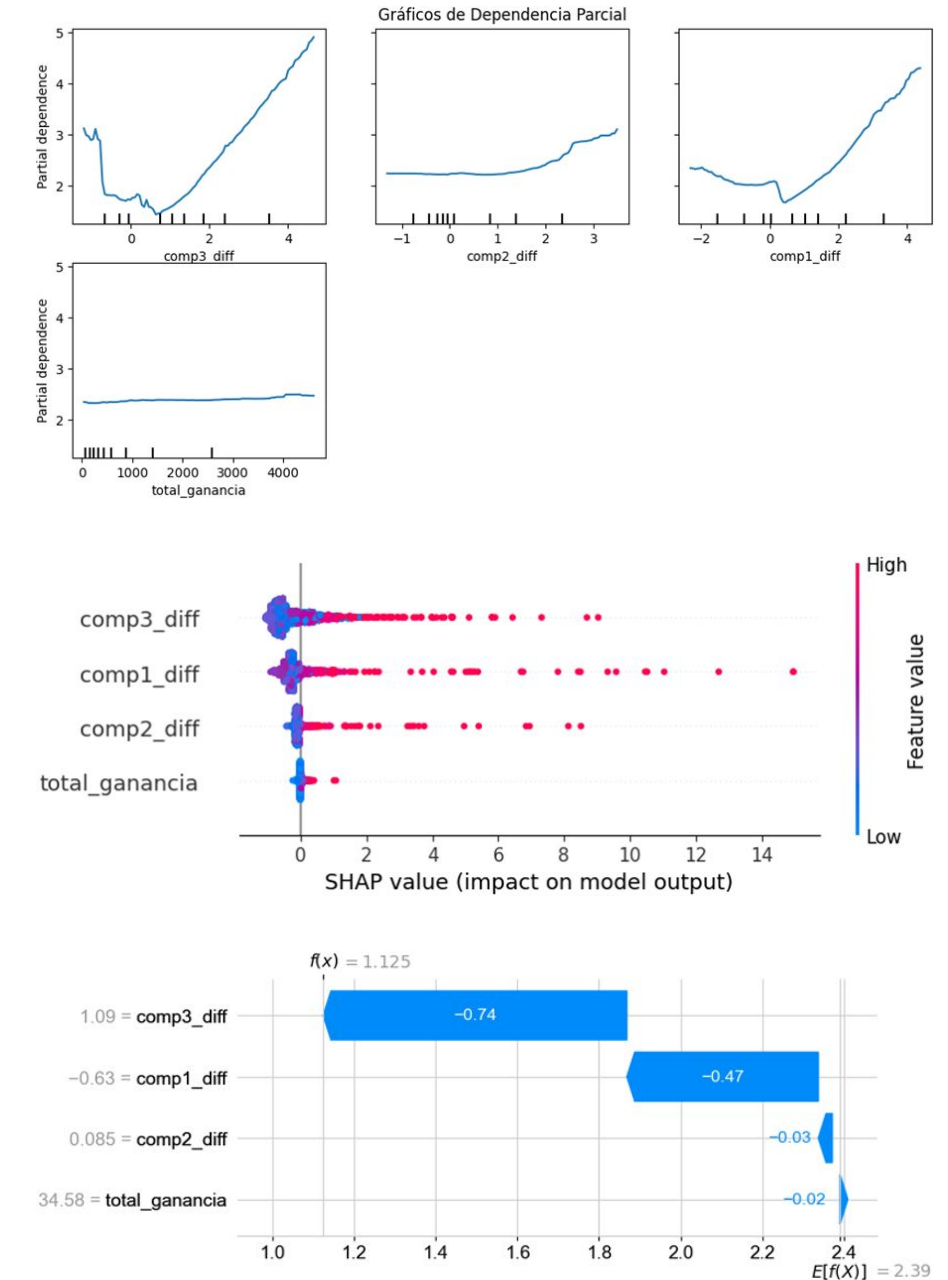 Gráficos de Dependencia Parcial
Partial dependence
5
4
3
2
0 2 4
comp3_diff
−1 0 1 2 3
comp2_diff
−2 0 2 4
comp1_diff
Partial dependence
5
4
3
2
0 1000 2000 3000 4000
total_ganancia
High
comp3_diff
comp1_diff
comp2_diff
total_ganancia
Feature value
Low
0 2 4 6 8 10 12 14
SHAP value (impact on model output)
f(x) = 1.125
1.09 = comp3_diff −0.74
−0.63 = comp1_diff −0.47
0.085 = comp2_diff −0.03
34.58 = total_ganancia −0.02
1.0 1.2 1.4 1.6 1.8 2.0 2.2 2.4
E[f(X)] = 2.39